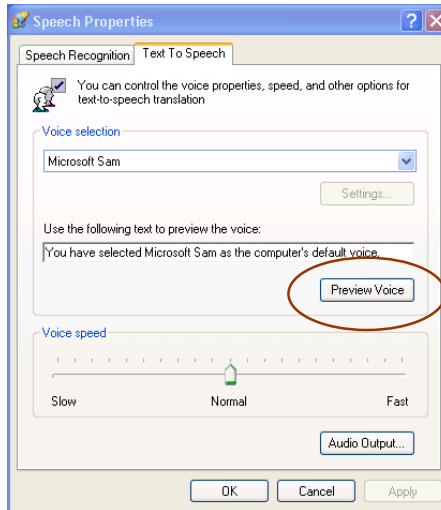 Speech Properties
Speech Recognition Text To Speech
You can control the voice properties, speed, and other options for
text-to-speech translation
Voice selection
Microsoft Sam
Settings...
Use the following text to preview the voice:
You have selected Microsoft Sam as the computer's default voice.
Preview Voice
Voice speed
Slow Normal Fast
Audio Output...
OK Cancel Apply